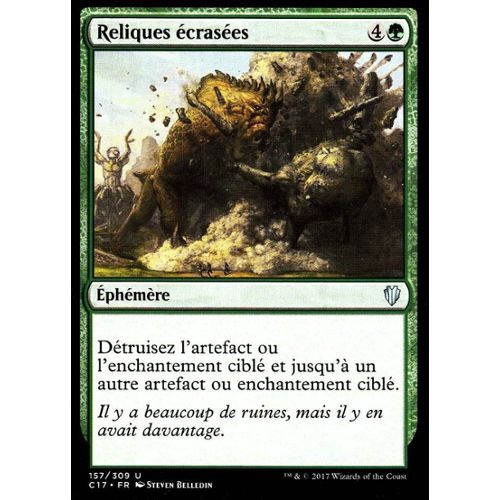 Reliques écrasées 4
Éphémère
Détruisez l'artefact ou
l'enchantement ciblé et jusqu'à un
autre artefact ou enchantement ciblé.
Il y a beaucoup de ruines, mais il y en
avait davantage.
157/309 U
C17 • FR Steven Belledin
™ & © 2017 Wizards of the Coast